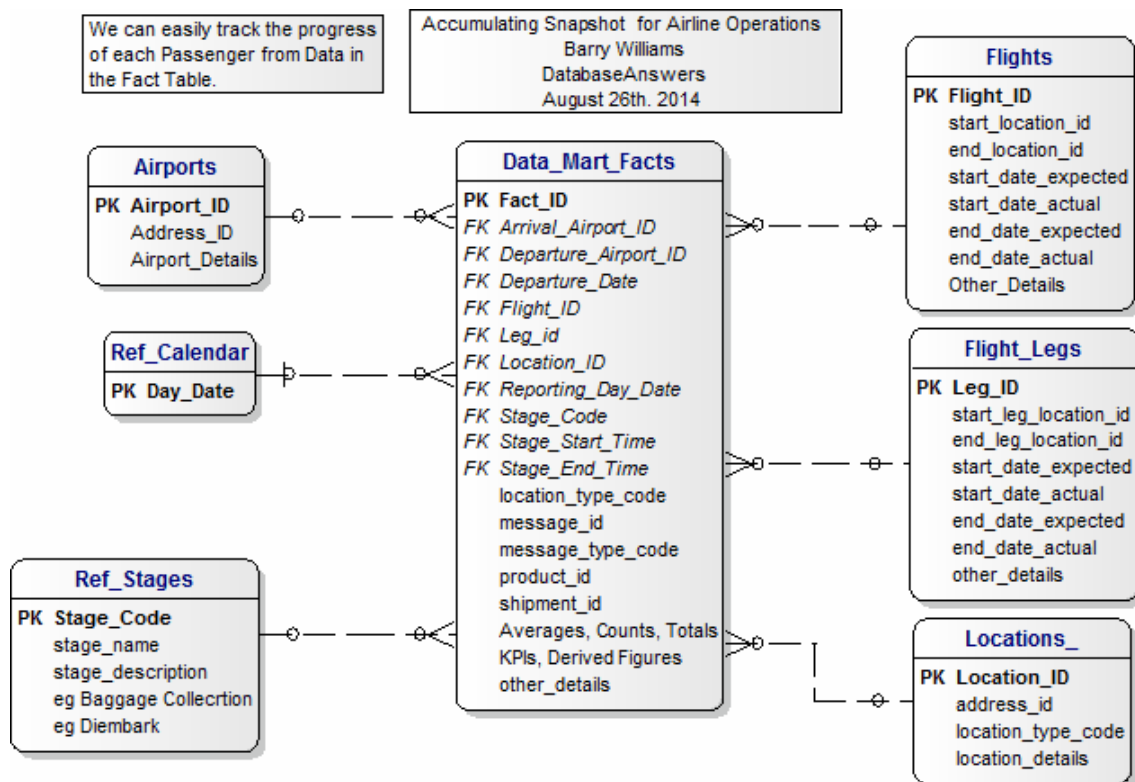 We can easily track the progress
of each Passenger from Data in
the Fact Table.
Accumulating Snapshot for Airline Operations
Barry Williams
DatabaseAnswers
August 26th. 2014
Flights
PK Flight_ID
start_location_id
end_location_id
start_date_expected
start_date_actual
end_date_expected
end_date_actual
Other_Details
Airports
PK Airport_ID
Address_ID
Airport_Details
Data_Mart_Facts
PK Fact_ID
FK Arrival_Airport_ID
FK Departure_Airport_ID
FK Departure_Date
FK Flight_ID
FK Leg_id
FK Location_ID
FK Reporting_Day_Date
FK Stage_Code
FK Stage_Start_Time
FK Stage_End_Time
location_type_code
message_id
message_type_code
product_id
shipment_id
Averages, Counts, Totals
KPIs, Derived Figures
other_details
Ref_Calendar
PK Day_Date
Flight_Legs
PK Leg_ID
start_leg_location_id
end_leg_location_id
start_date_expected
start_date_actual
end_date_expected
end_date_actual
other_details
Ref_Stages
PK Stage_Code
stage_name
stage_description
eg Baggage Collecrtion
eg Diembark
Locations_
PK Location_ID
address_id
location_type_code
location_details